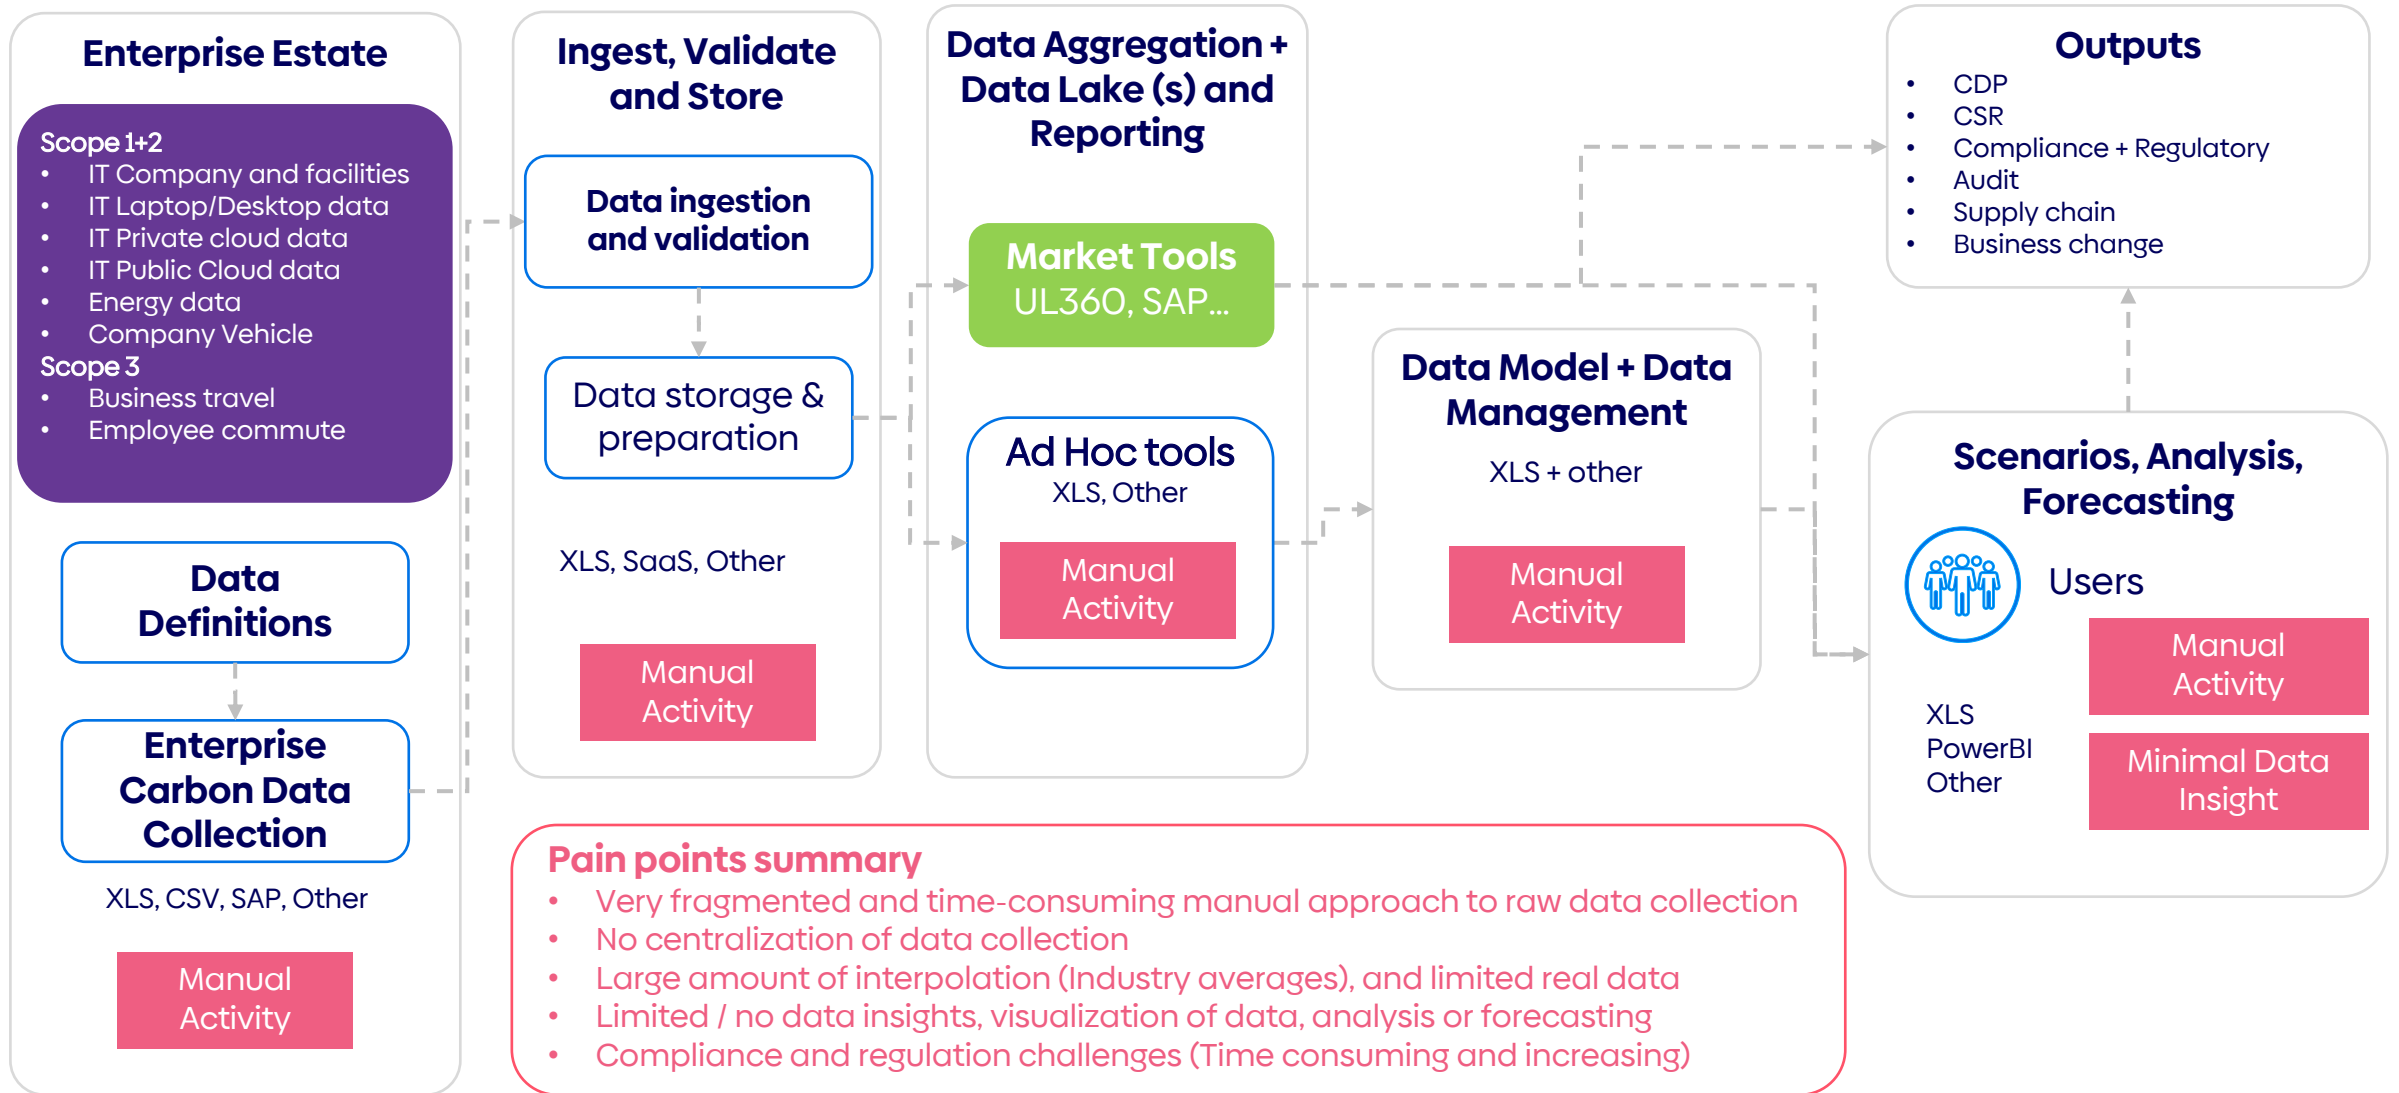 Enterprise Estate
Scope 1+2
• IT Company and facilities
• IT Laptop/Desktop data
• IT Private cloud data
• IT Public Cloud data
• Energy data
• Company Vehicle
Scope 3
• Business travel
• Employee commute
Data
Definitions
Enterprise
Carbon Data
Collection
XLS, CSV, SAP, Other
Manual
Activity
Ingest, Validate
and Store
Data ingestion
and validation
Data storage &
preparation
XLS, SaaS, Other
Manual
Activity
Data Aggregation +
Data Lake (s) and
Reporting
Market Tools
UL360, SAP...
Ad Hoc tools
XLS, Other
Manual
Activity
Data Model + Data
Management
XLS + other
Manual
Activity
Outputs
• CDP
• CSR
• Compliance + Regulatory
• Audit
• Supply chain
• Business change
Scenarios, Analysis,
Forecasting
Users
Manual
Activity
XLS
PowerBI
Other
Minimal Data
Insight
Pain points summary
• Very fragmented and time-consuming manual approach to raw data collection
• No centralization of data collection
• Large amount of interpolation (Industry averages), and limited real data
• Limited / no data insights, visualization of data, analysis or forecasting
• Compliance and regulation challenges (Time consuming and increasing)